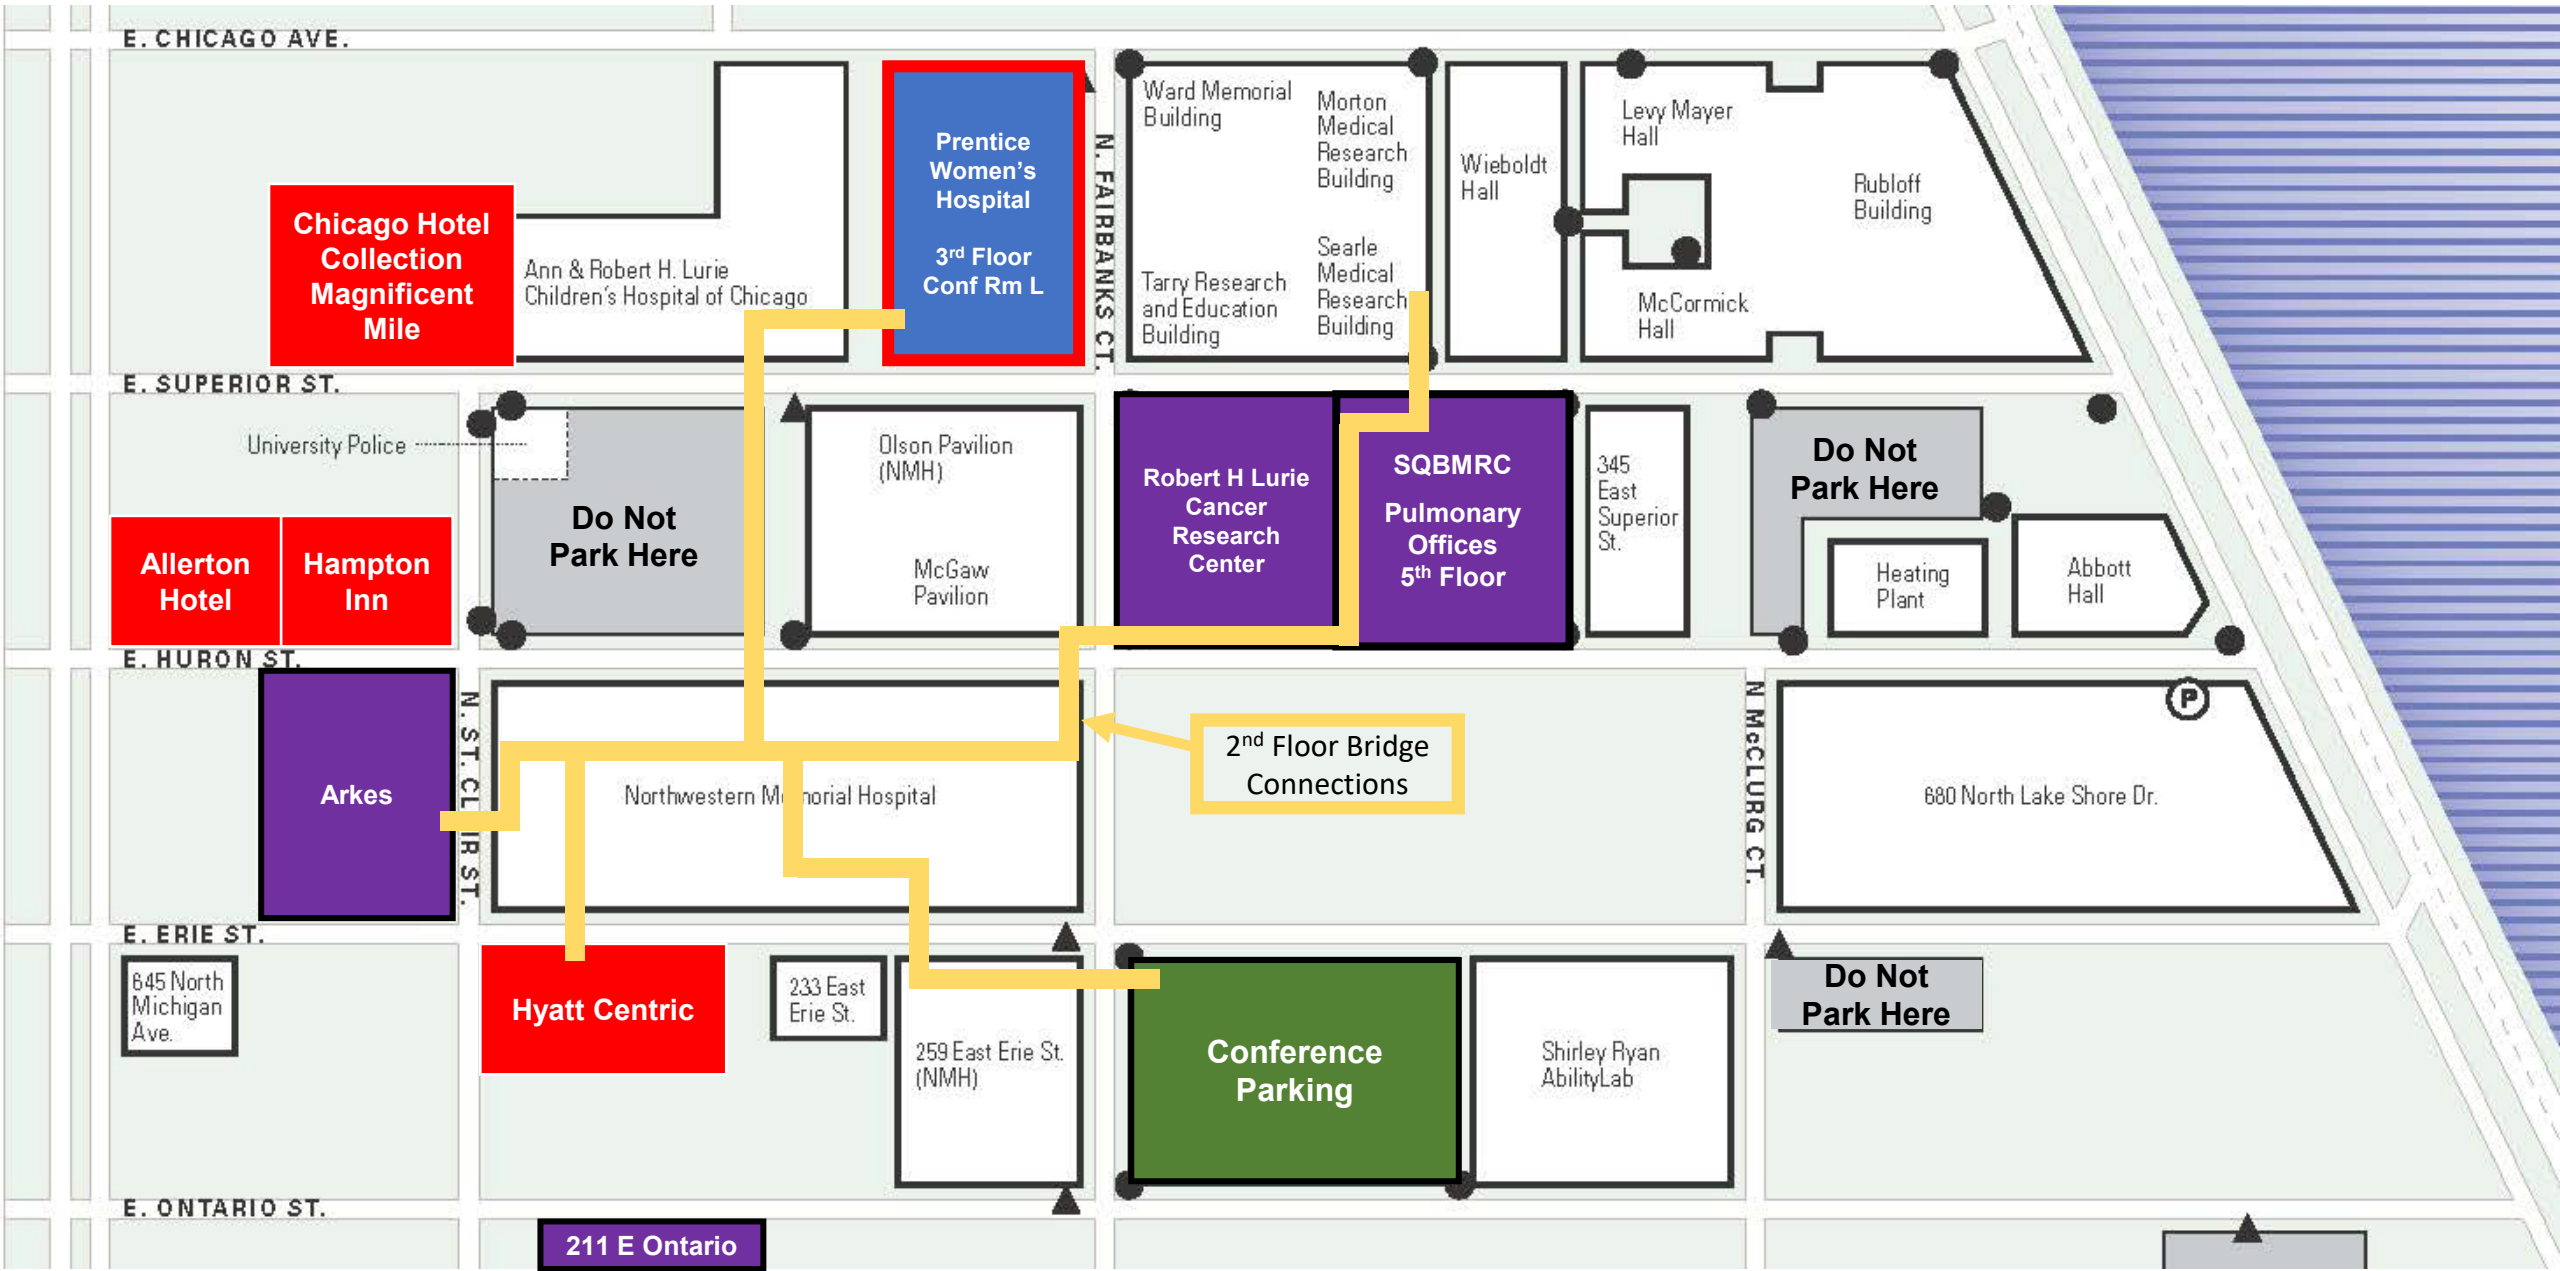 E. CHICAGO AVE.
Prentice
Women's
Hospital
3rd Floor
Conf Rm L
N. FAIRBANKS CT.
Ward Memorial
Building
Morton
Medical
Research
Building
Wieboldt
Hall
Levy Mayer
Hall
Rubloff
Building
Chicago Hotel
Collection
Magnificent
Mile
Ann & Robert H. Lurie
Children's Hospital of Chicago
Tarry Research
and Education
Building
Searle
Medical
Research
Building
McCormick
Hall
E. SUPERIOR ST.
University Police
Do Not
Park Here
Olson Pavilion
(NMH)
McGaw
Pavilion
Robert H Lurie
Cancer
Research
Center
SQBMRC
Pulmonary
Offices
5th Floor
345
East
Superior
St.
Do Not
Park Here
Heating
Plant
Abbott
Hall
Allerton
Hotel
Hampton
Inn
E. HURON ST.
Arkes
N. ST. CLAIR ST.
Northwestern Memorial Hospital
2nd Floor Bridge
Connections
N McCLURG CT.
P
680 North Lake Shore Dr.
E. ERIE ST.
645 North
Michigan
Ave.
Hyatt Centric
233 East
Erie St.
259 East Erie St.
(NMH)
Conference
Parking
Shirley Ryan
AbilityLab
Do Not
Park Here
E. ONTARIO ST.
211 E Ontario